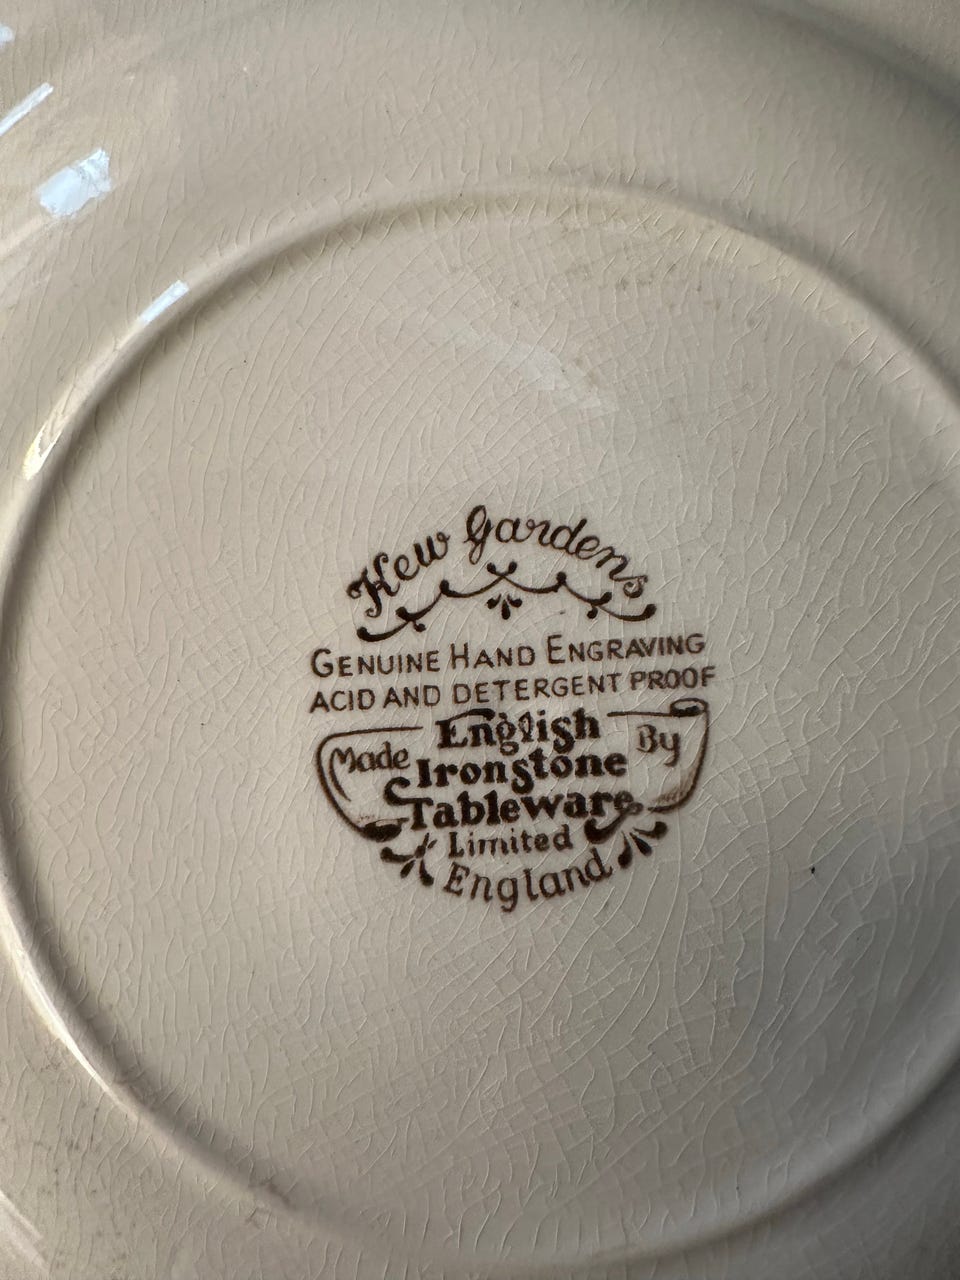 Kew Gardens
GENUINE HAND ENGRAVING
ACID AND DETERGENT PROOF
Made English By
Ironstone
Tableware
Limited
England